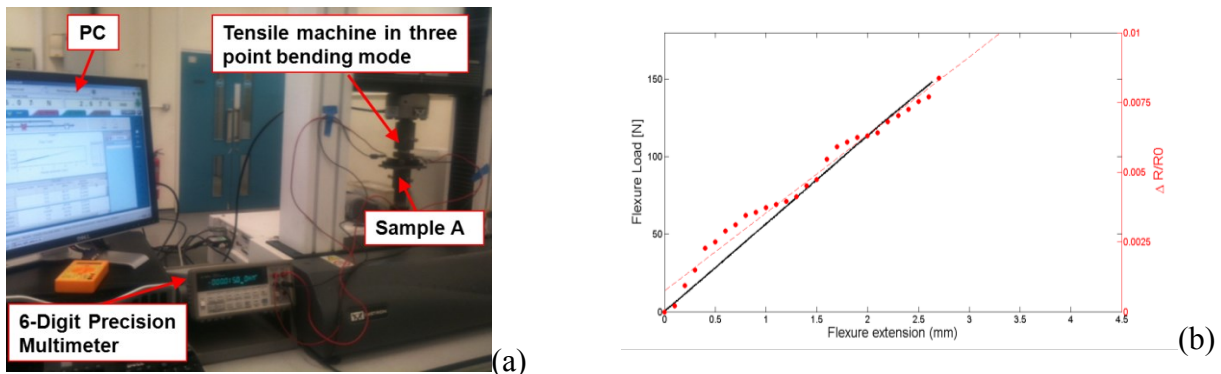 PC
Tensile machine in three
point bending mode
Sample A
6-Digit Precision
Multimeter
(a)
Flexure Load [N]
150
100
50
0
0.01
0.0075
0.005
0.0025
0
Δ R/R0
0 0.5 1 1.5 2 2.5 3 3.5 4 4.5
Flexure extension (mm)
(b)